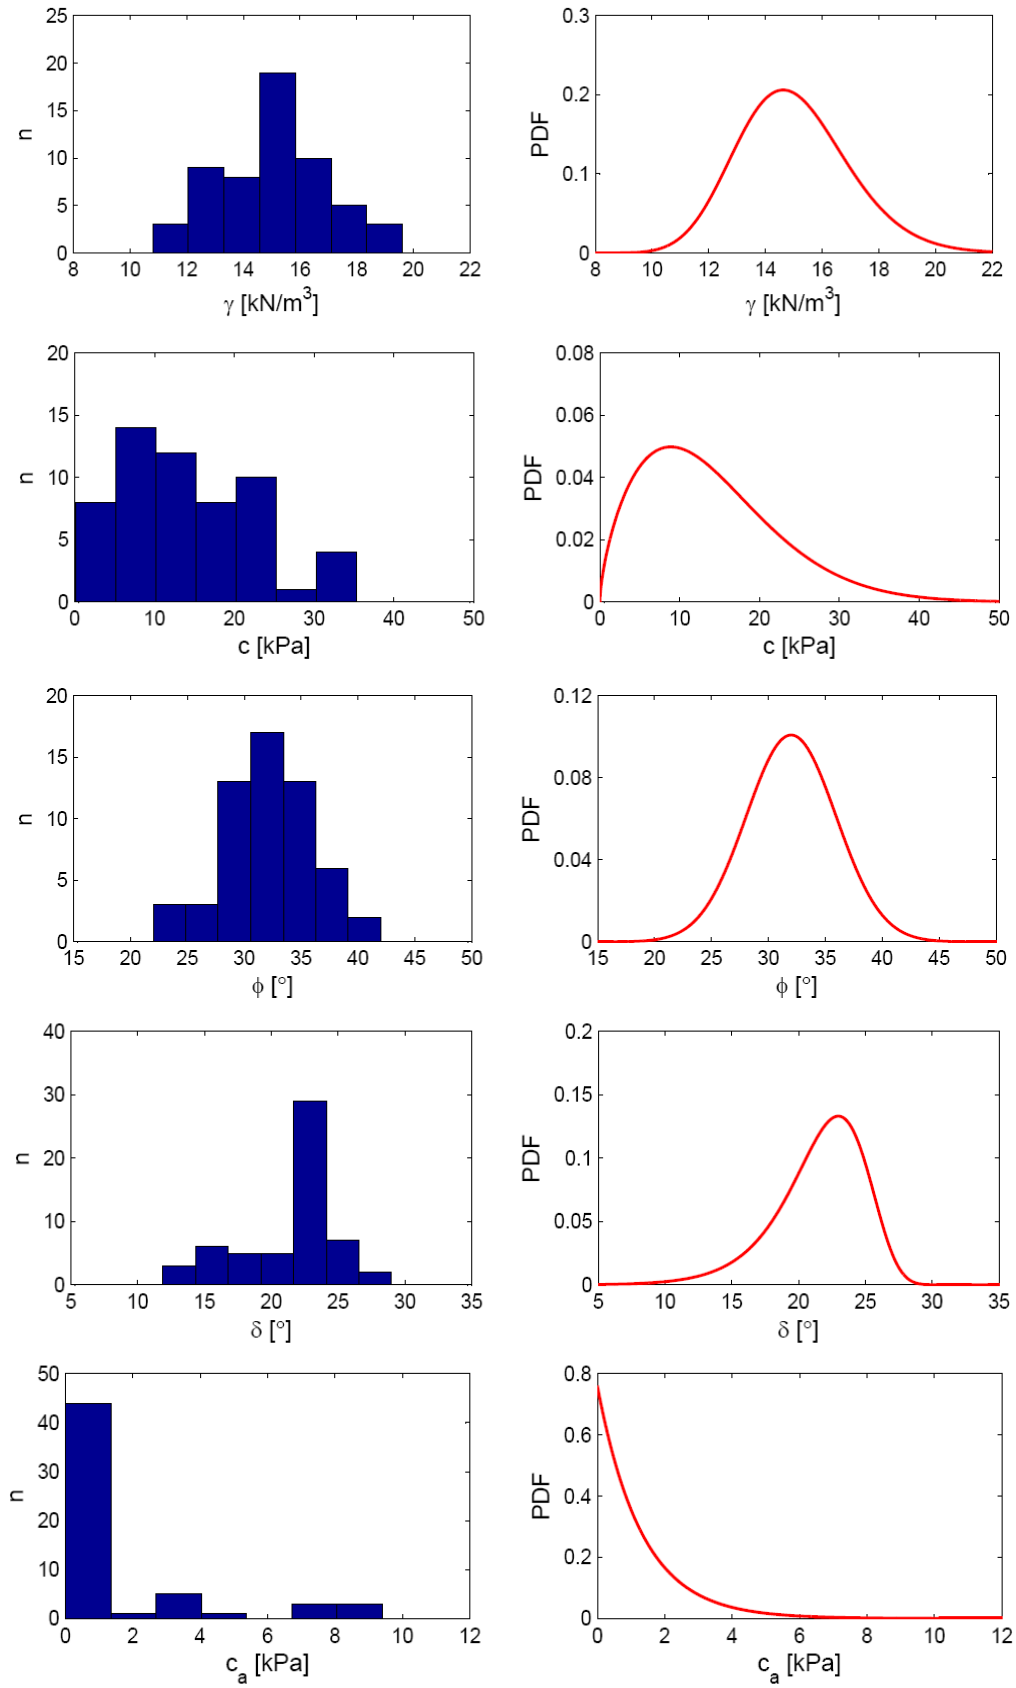 25
20
15
10
5
0
n
8 10 12 14 16 18 20 22
γ [kN/m³]
0.3
0.2
0.1
0
PDF
8 10 12 14 16 18 20 22
γ [kN/m³]
20
15
10
5
0
n
0 10 20 30 40 50
c [kPa]
0.08
0.06
0.04
0.02
0
PDF
0 10 20 30 40 50
c [kPa]
20
15
10
5
0
n
15 20 25 30 35 40 45 50
ϕ [°]
0.12
0.08
0.04
0
PDF
15 20 25 30 35 40 45 50
ϕ [°]
40
30
20
10
0
n
5 10 15 20 25 30 35
δ [°]
0.2
0.15
0.1
0.05
0
PDF
5 10 15 20 25 30 35
δ [°]
50
40
30
20
10
0
n
0 2 4 6 8 10 12
cₐ [kPa]
0.8
0.6
0.4
0.2
0
PDF
0 2 4 6 8 10 12
cₐ [kPa]